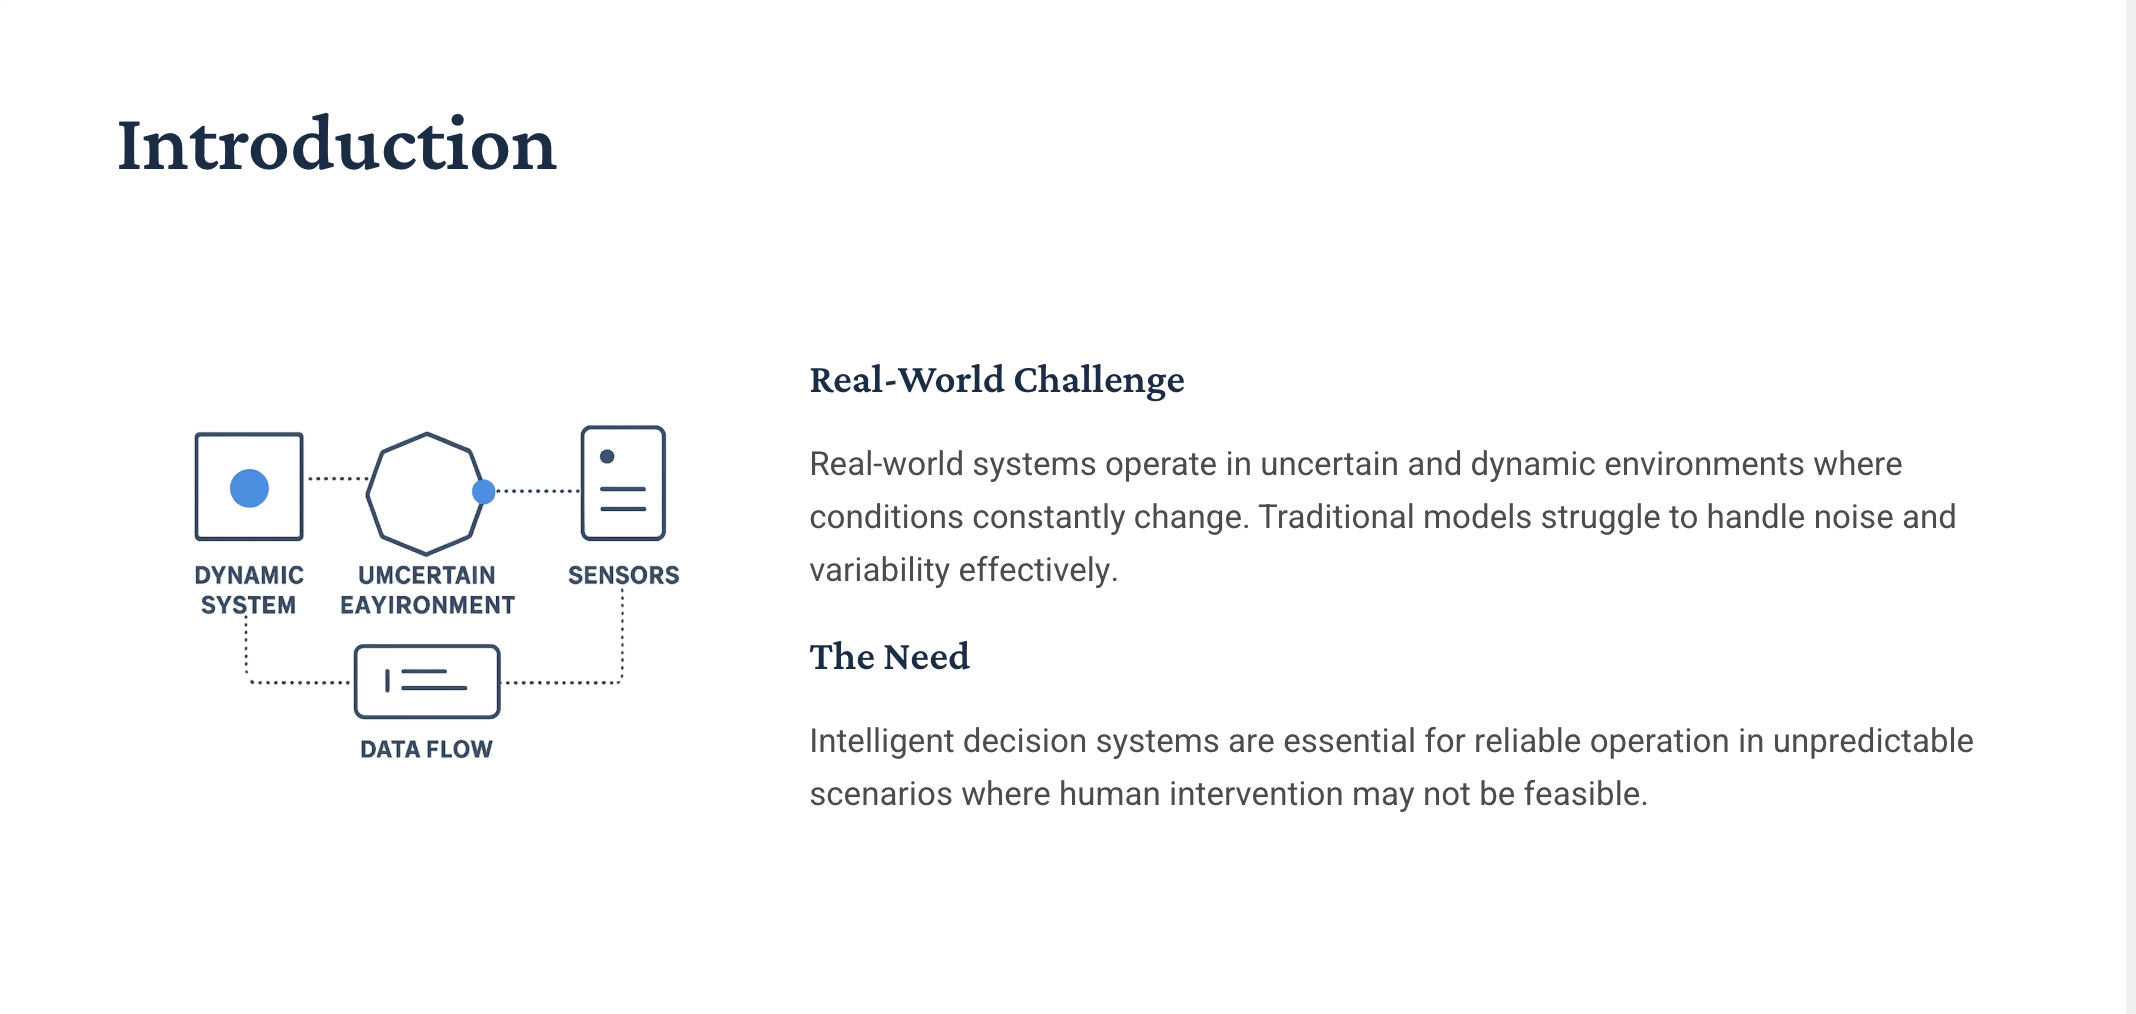 Introduction
DYNAMIC
SYSTEM
UMCERTAIN
EAYIRONMENT
SENSORS
DATA FLOW
Real-World Challenge
Real-world systems operate in uncertain and dynamic environments where
conditions constantly change. Traditional models struggle to handle noise and
variability effectively.
The Need
Intelligent decision systems are essential for reliable operation in unpredictable
scenarios where human intervention may not be feasible.